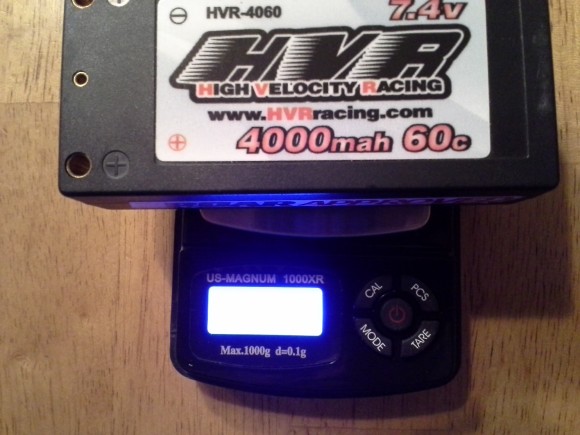 HVR-4060
7.4v
HVR
HIGH VELOCITY RACING
www.HVRracing.com
4000mah 60c
US-MAGNUM 1000XR
CAL
PCS
MODE
TARE
Max.1000g d=0.1g